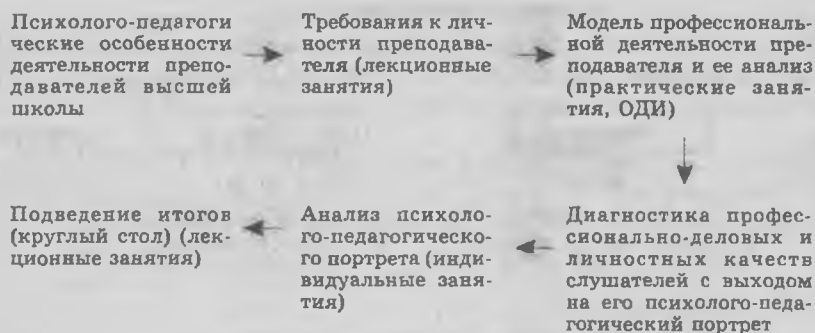 Психолого-педагоги
ческие особенности
деятельности препо-
давателей высшей
школы
Требования к лич-
ности преподава-
теля (лекционные
занятия)
Модель профессиональ-
ной деятельности пре-
подавателя и ее анализ
(практические заня-
тия, ОДИ)
Диагностика профес-
сионально-деловых и
личностных качеств
слушателей с выходом
на его психолого-педа-
гогический портрет
Анализ психоло-
го-педагогическо-
го портрета (инди-
видуальные заня-
тия)
Подведение итогов
(круглый стол) (лек-
ционные занятия)